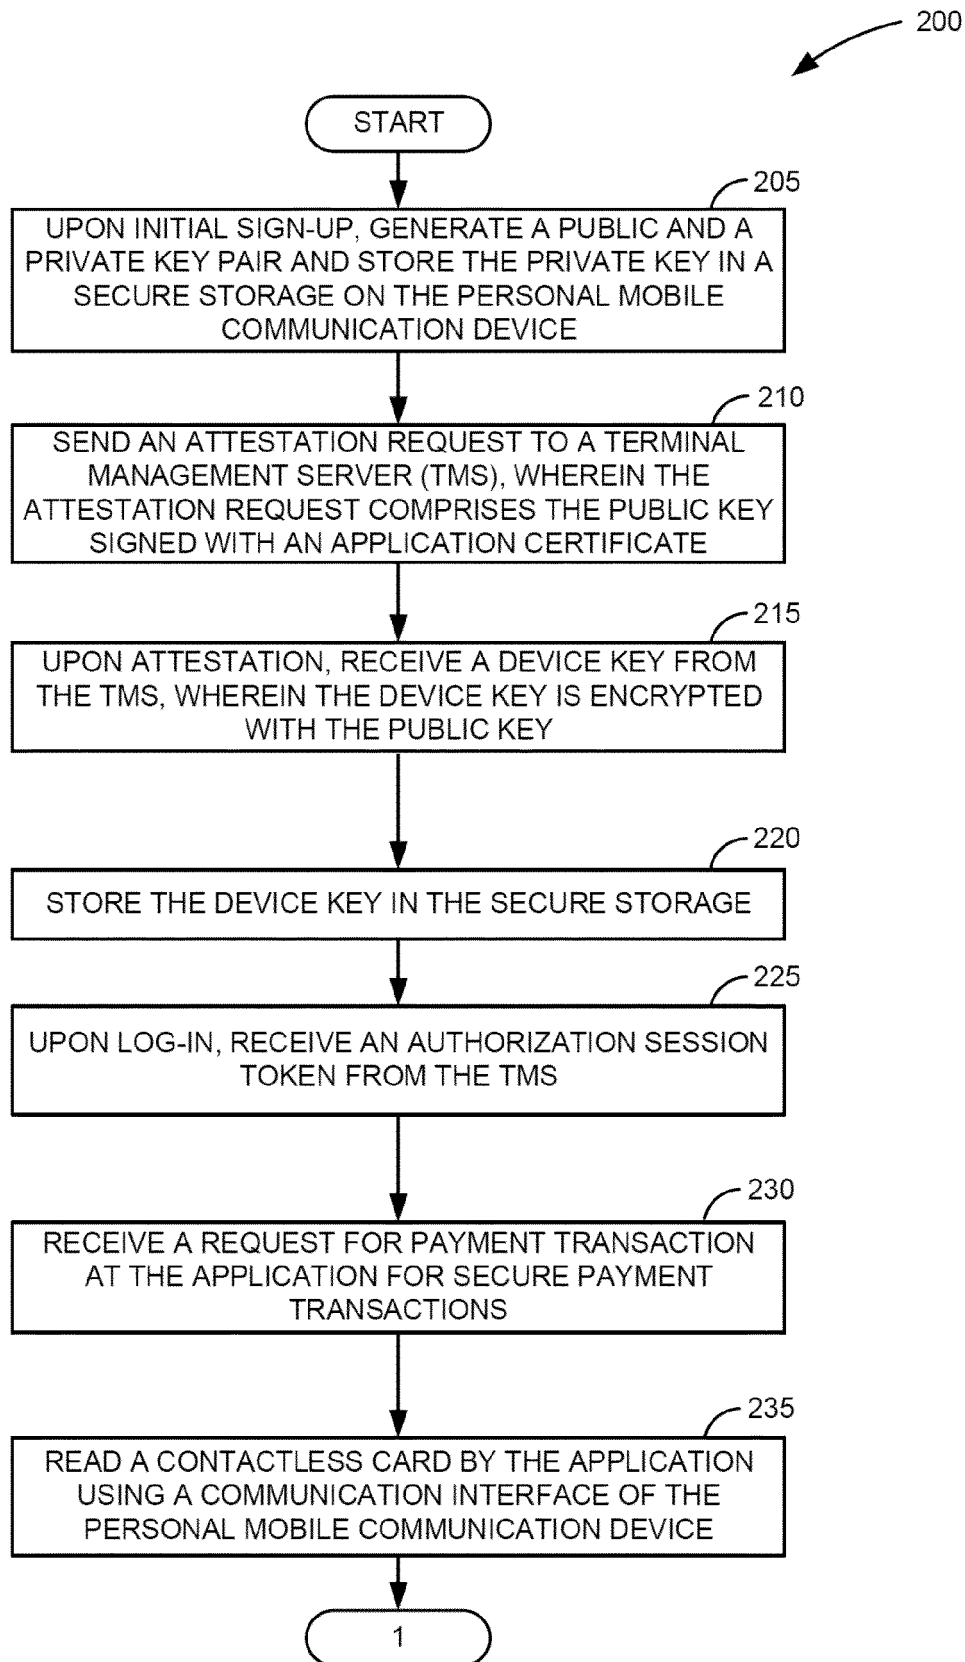 200
START
205
UPON INITIAL SIGN-UP, GENERATE A PUBLIC AND A
PRIVATE KEY PAIR AND STORE THE PRIVATE KEY IN A
SECURE STORAGE ON THE PERSONAL MOBILE
COMMUNICATION DEVICE
210
SEND AN ATTESTATION REQUEST TO A TERMINAL
MANAGEMENT SERVER (TMS), WHEREIN THE
ATTESTATION REQUEST COMPRISES THE PUBLIC KEY
SIGNED WITH AN APPLICATION CERTIFICATE
215
UPON ATTESTATION, RECEIVE A DEVICE KEY FROM
THE TMS, WHEREIN THE DEVICE KEY IS ENCRYPTED
WITH THE PUBLIC KEY
220
STORE THE DEVICE KEY IN THE SECURE STORAGE
225
UPON LOG-IN, RECEIVE AN AUTHORIZATION SESSION
TOKEN FROM THE TMS
230
RECEIVE A REQUEST FOR PAYMENT TRANSACTION
AT THE APPLICATION FOR SECURE PAYMENT
TRANSACTIONS
235
READ A CONTACTLESS CARD BY THE APPLICATION
USING A COMMUNICATION INTERFACE OF THE
PERSONAL MOBILE COMMUNICATION DEVICE
1